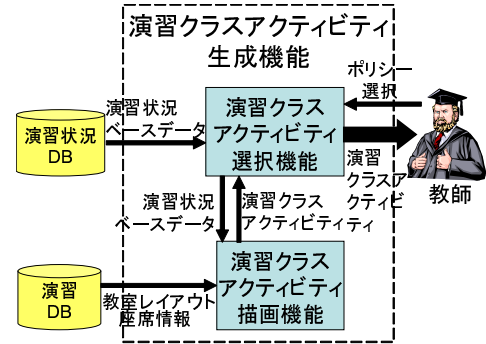 演習クラスアクティビティ
生成機能
ポリシー
選択
演習状況
ベースデータ
演習クラス
アクティビティ
選択機能
演習状況
DB
演習
クラスア
クティビ
ティ
教師
演習状況
ベースデータ
演習クラス
アクティビティ
演習クラス
アクティビティ
描画機能
演習
DB
教室レイアウト
座席情報